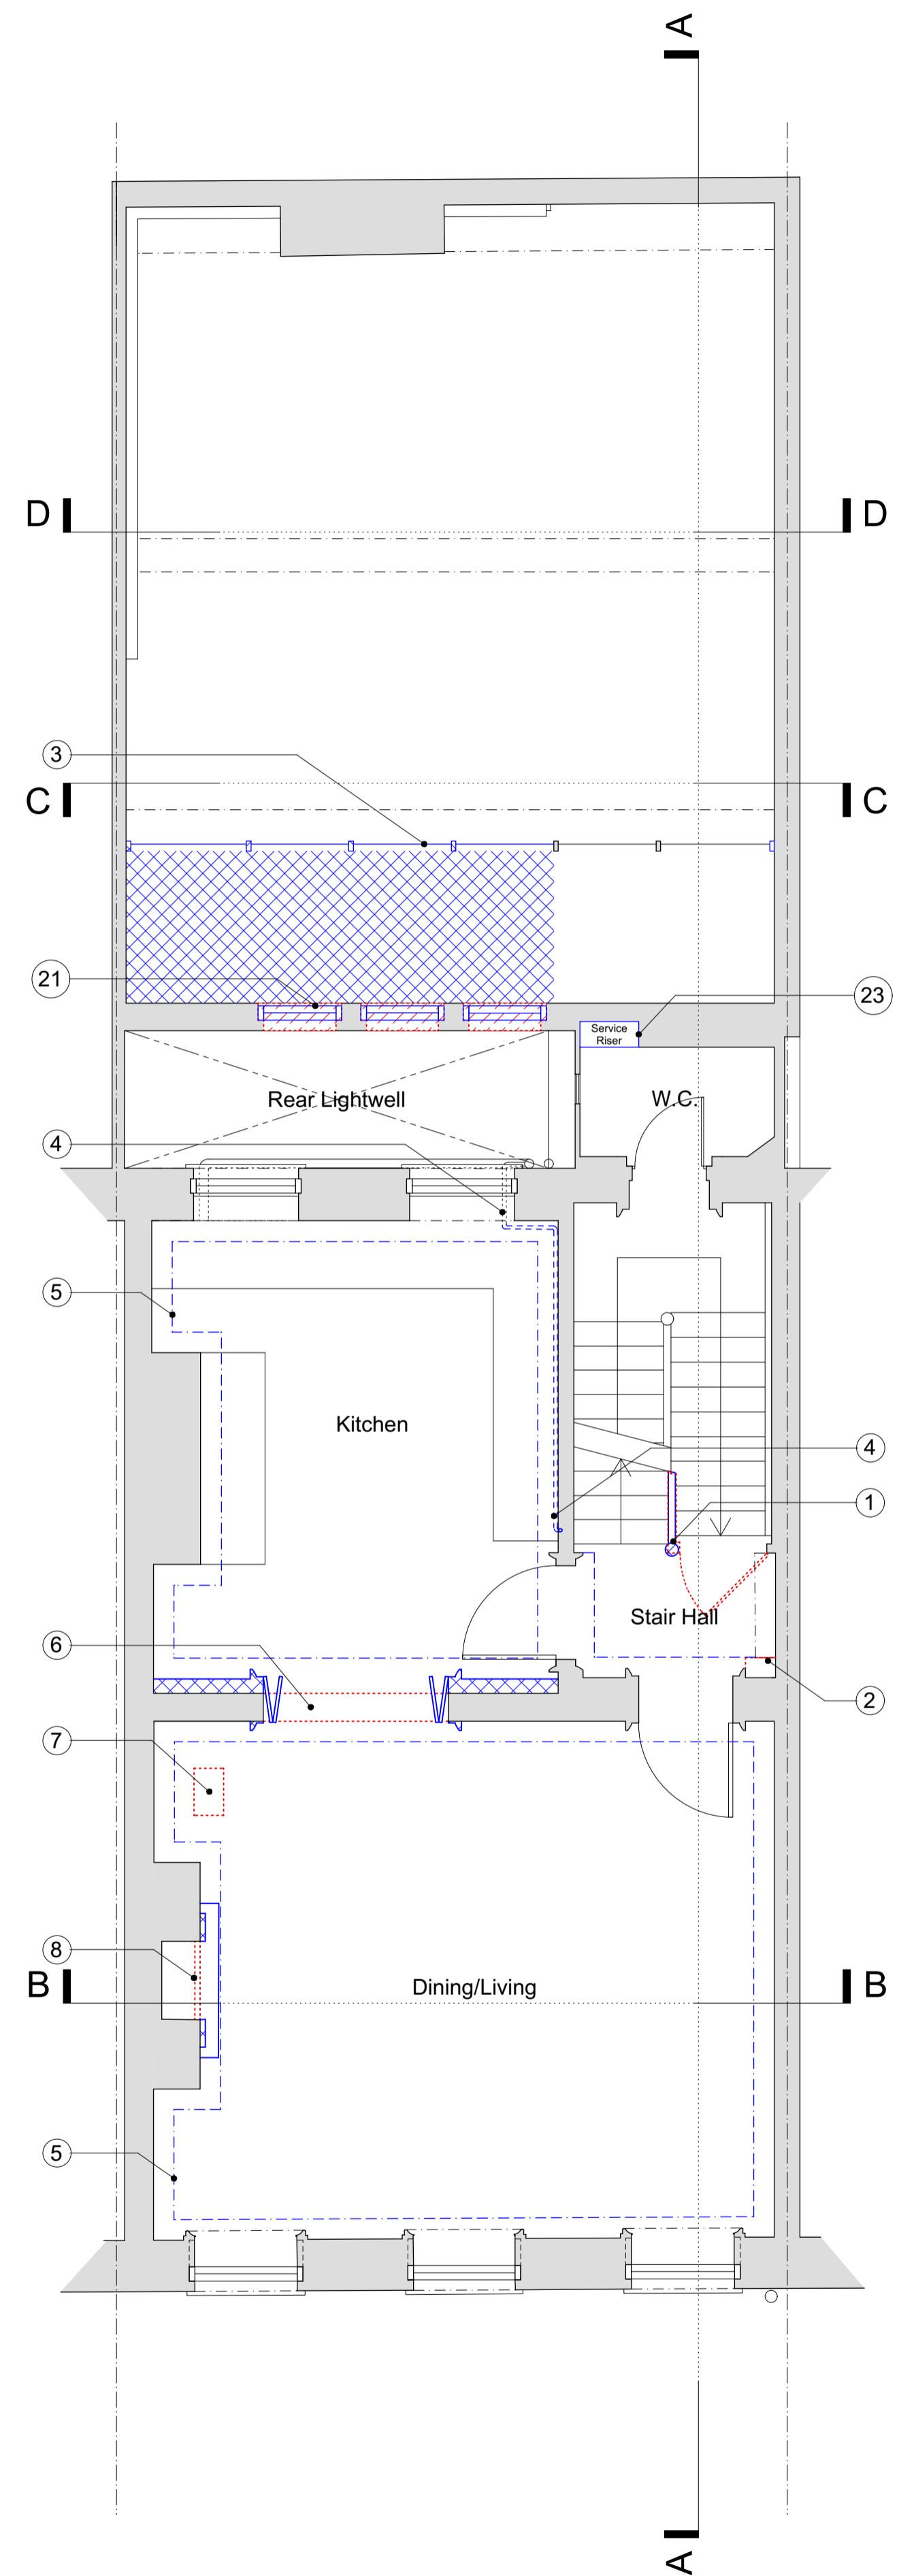 A
D
D
3
C
C
21
23
Service
Riser
W.C.
Rear Lightwell
4
5
Kitchen
4
1
Stair Hall
6
2
7
8
B
Dining/Living
B
5
A